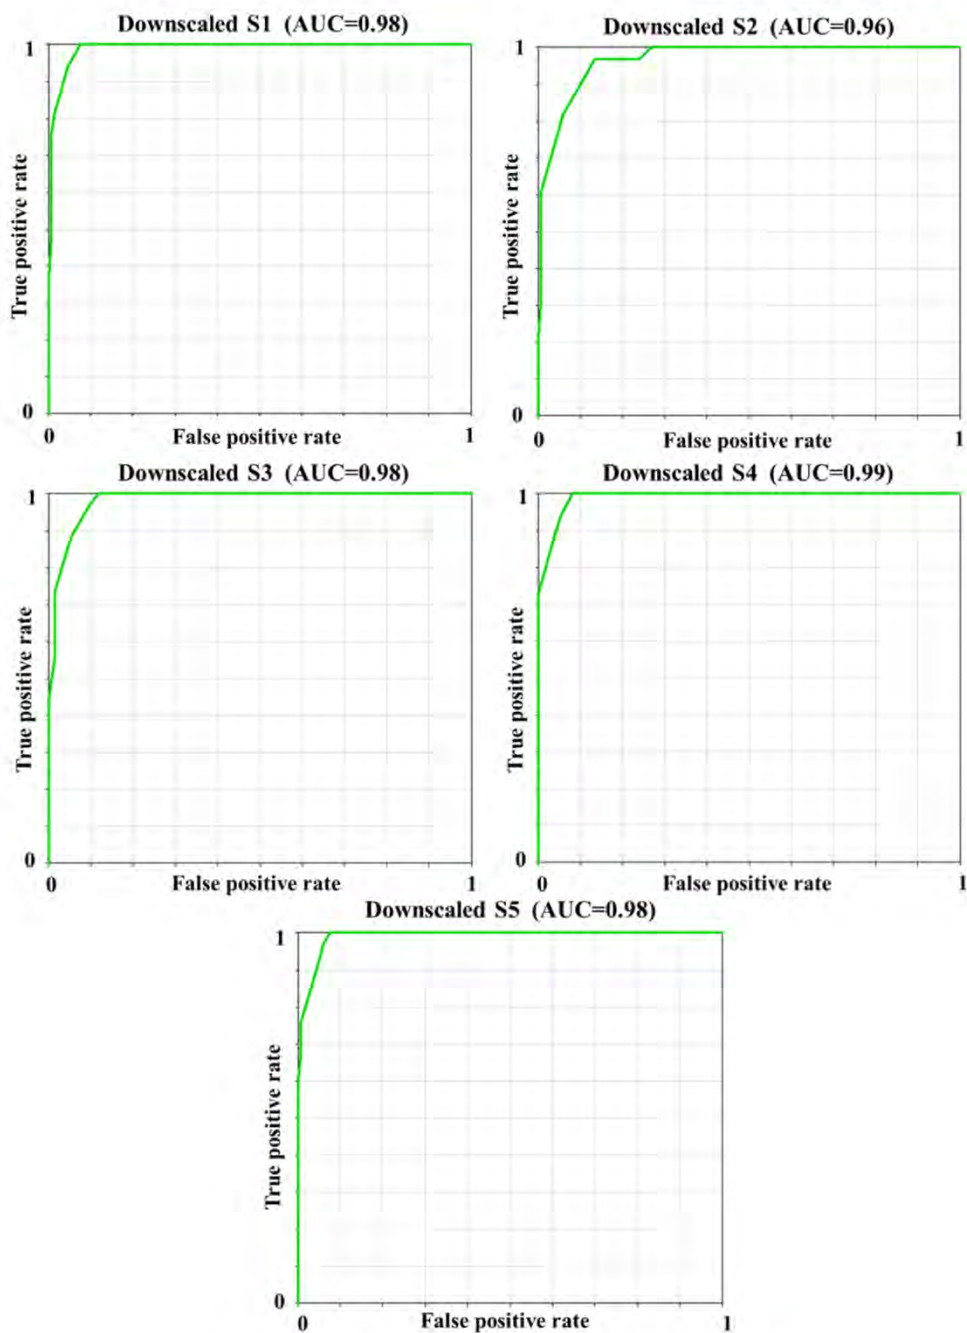 Downscaled S1 (AUC=0.98)
1
True positive rate
0
0
False positive rate
1
Downscaled S2 (AUC=0.96)
1
True positive rate
0
0
False positive rate
1
Downscaled S3 (AUC=0.98)
1
True positive rate
0
0
False positive rate
1
Downscaled S4 (AUC=0.99)
1
True positive rate
0
0
False positive rate
1
Downscaled S5 (AUC=0.98)
1
True positive rate
0
0
False positive rate
1